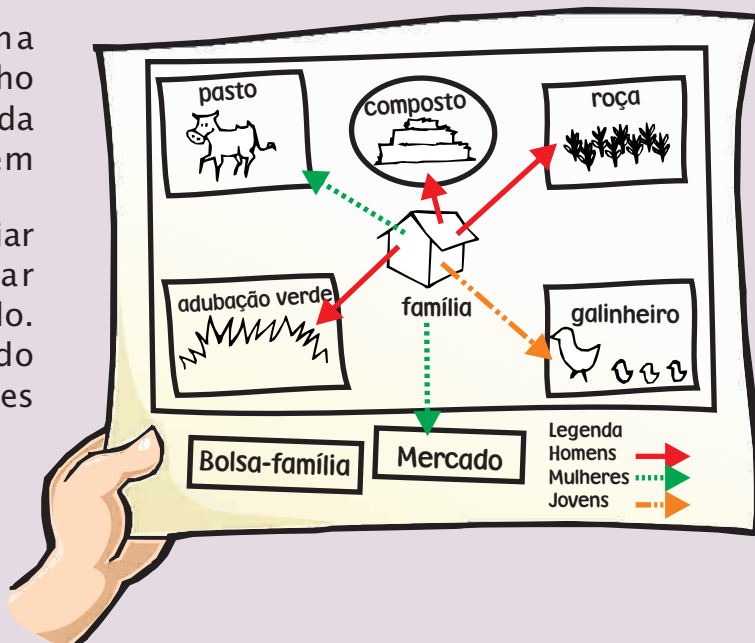 pasto
composto
roça
adubação verde
família
galinheiro
Bolsa-família
Mercado
Legenda
Homens
Mulheres
Jovens